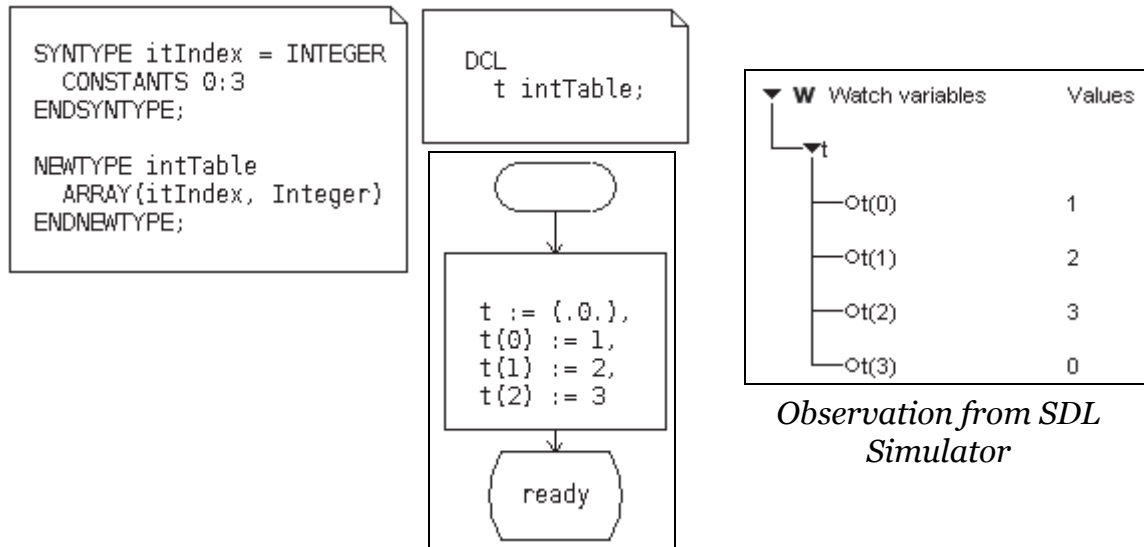 SYNTYPE itIndex = INTEGER
CONSTANTS 0:3
ENDSYNTYPE;
NEWTYPE intTable
ARRAY(itIndex, Integer)
ENDNEWTYPE;
DCL
t intTable;
t := (.0.),
t(0) := 1,
t(1) := 2,
t(2) := 3
ready
W Watch variables Values
t
t(0) 1
t(1) 2
t(2) 3
t(3) 0
Observation from SDL
Simulator